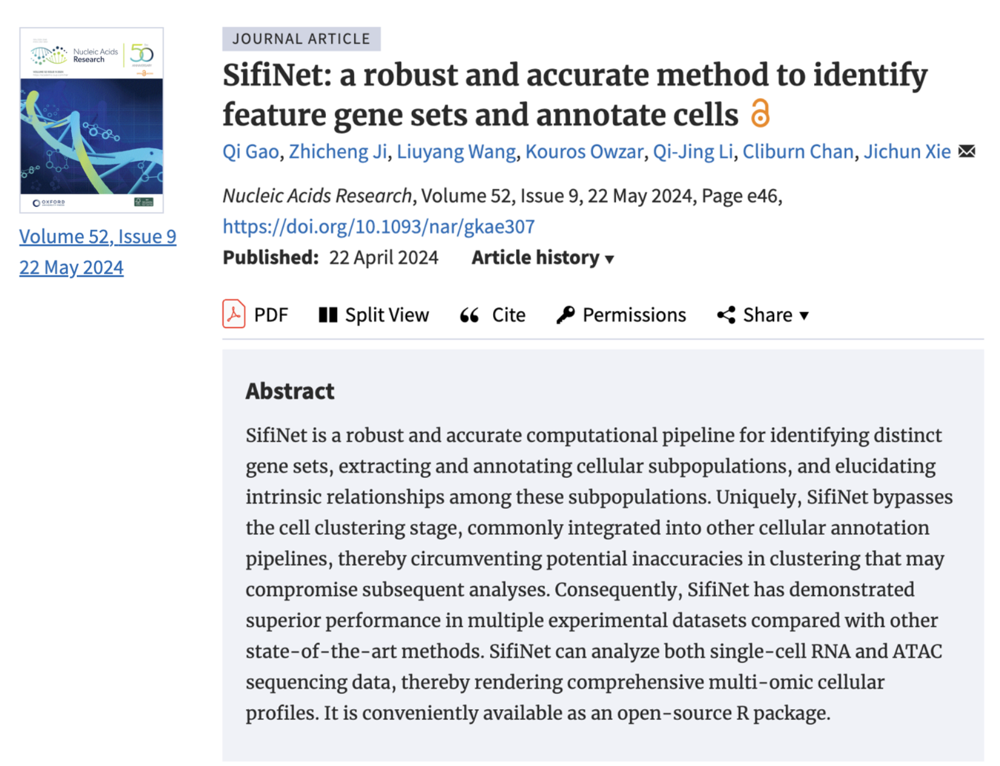 Nucleic Acids
Research
50
ANNIVERSARY
OXFORD
UNIVERSITY PRESS
Volume 52, Issue 9
22 May 2024
JOURNAL ARTICLE
SifiNet: a robust and accurate method to identify
feature gene sets and annotate cells
Qi Gao, Zhicheng Ji, Liuyang Wang, Kouros Owzar, Qi-Jing Li, Cliburn Chan, Jichun Xie
Nucleic Acids Research, Volume 52, Issue 9, 22 May 2024, Page e46,
https://doi.org/10.1093/nar/gkae307
Published: 22 April 2024 Article history
PDF Split View Cite Permissions Share
Abstract
SifiNet is a robust and accurate computational pipeline for identifying distinct
gene sets, extracting and annotating cellular subpopulations, and elucidating
intrinsic relationships among these subpopulations. Uniquely, SifiNet bypasses
the cell clustering stage, commonly integrated into other cellular annotation
pipelines, thereby circumventing potential inaccuracies in clustering that may
compromise subsequent analyses. Consequently, SifiNet has demonstrated
superior performance in multiple experimental datasets compared with other
state-of-the-art methods. SifiNet can analyze both single-cell RNA and ATAC
sequencing data, thereby rendering comprehensive multi-omic cellular
profiles. It is conveniently available as an open-source R package.